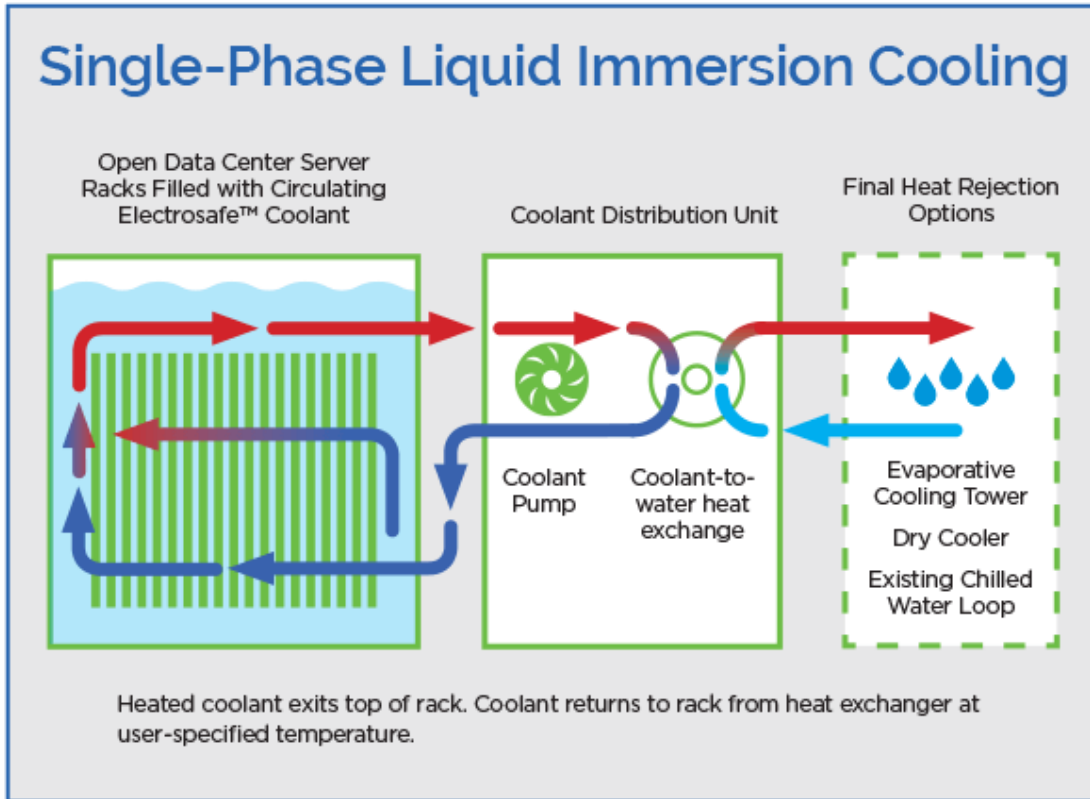 Single-Phase Liquid Immersion Cooling
Open Data Center Server
Racks Filled with Circulating
Electrosafe™ Coolant
Coolant Distribution Unit
Final Heat Rejection
Options
Coolant
Pump
Coolant-to-
water heat
exchange
Evaporative
Cooling Tower
Dry Cooler
Existing Chilled
Water Loop
Heated coolant exits top of rack. Coolant returns to rack from heat exchanger at
user-specified temperature.